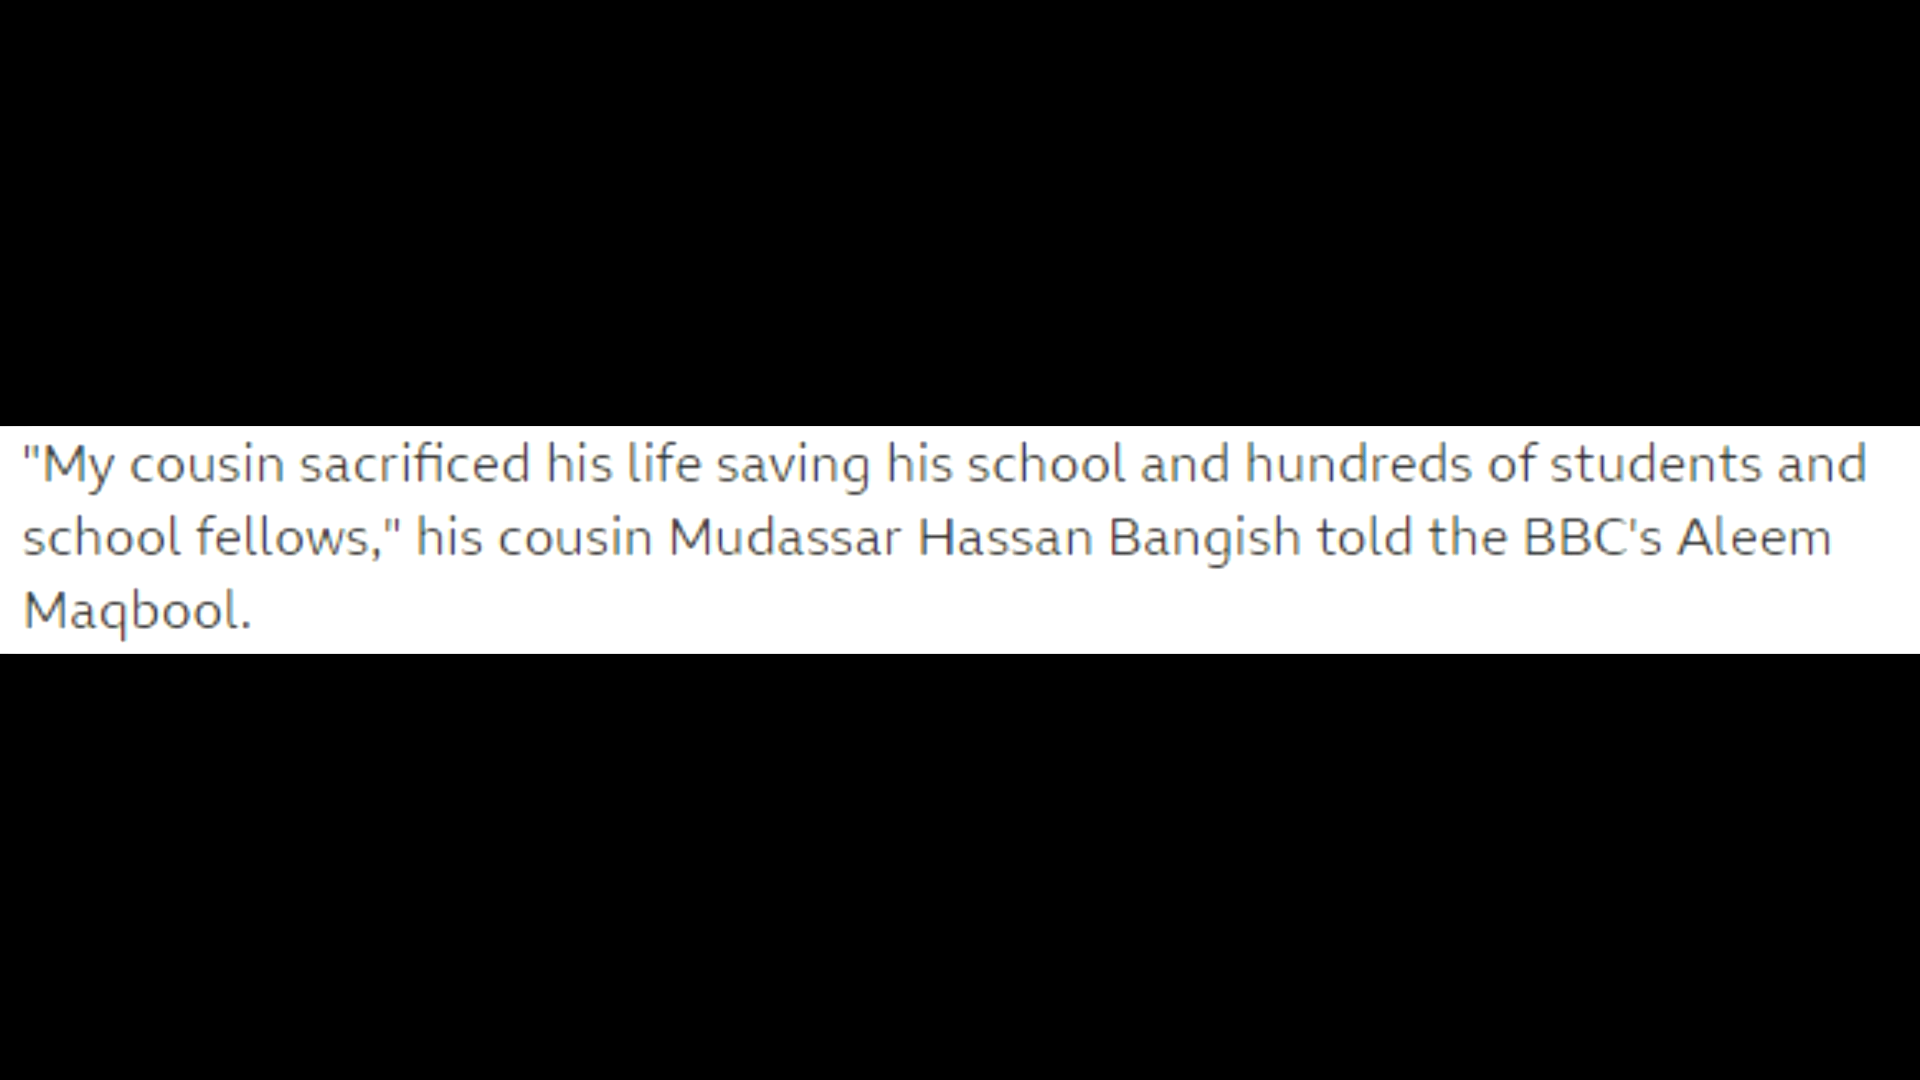 "My cousin sacrificed his life saving his school and hundreds of students and
school fellows," his cousin Mudassar Hassan Bangish told the BBC's Aleem
Maqbool.